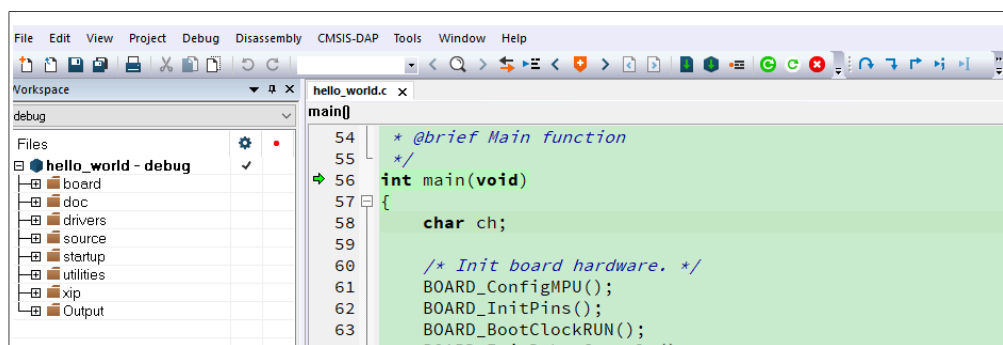 File Edit View Project Debug Disassembly CMSIS-DAP Tools Window Help
Workspace
debug
Files
hello_world - debug
board
doc
drivers
source
startup
utilities
xip
Output
hello_world.c x
main()
54 * @brief Main function
55 */
56 int main(void)
57 {
58 char ch;
59
60 /* Init board hardware. */
61 BOARD_ConfigMPU();
62 BOARD_InitPins();
63 BOARD_BootClockRUN();